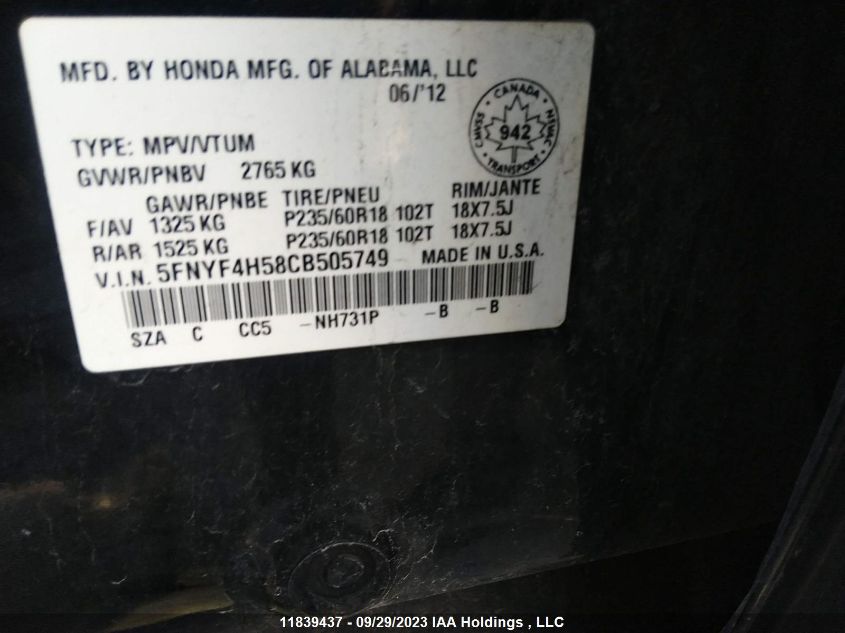 MFD. BY HONDA MFG. OF ALABAMA, LLC
06/'12
CANADA
CMVSS 942 NSVAC
TRANSPORT
TYPE: MPV/VTUM
GVWR/PNBV 2765 KG
GAWR/PNBE TIRE/PNEU RIM/JANTE
F/AV 1325 KG P235/60R18 102T 18X7.5J
R/AR 1525 KG P235/60R18 102T 18X7.5J
V.I.N. 5FNYF4H58CB505749 MADE IN U.S.A.
SZA C CC5 -NH731P -B -B
11839437 - 09/29/2023 IAA Holdings , LLC